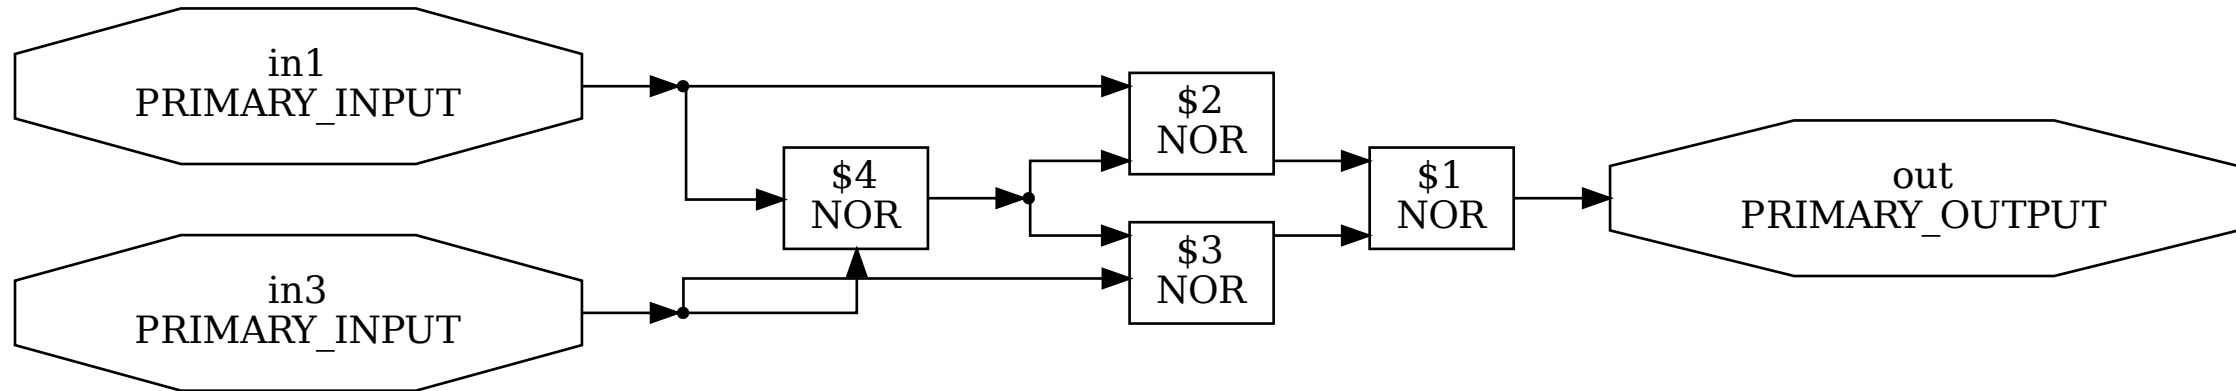 in1
PRIMARY_INPUT
$2
NOR
$4
NOR
$1
NOR
out
PRIMARY_OUTPUT
in3
PRIMARY_INPUT
$3
NOR